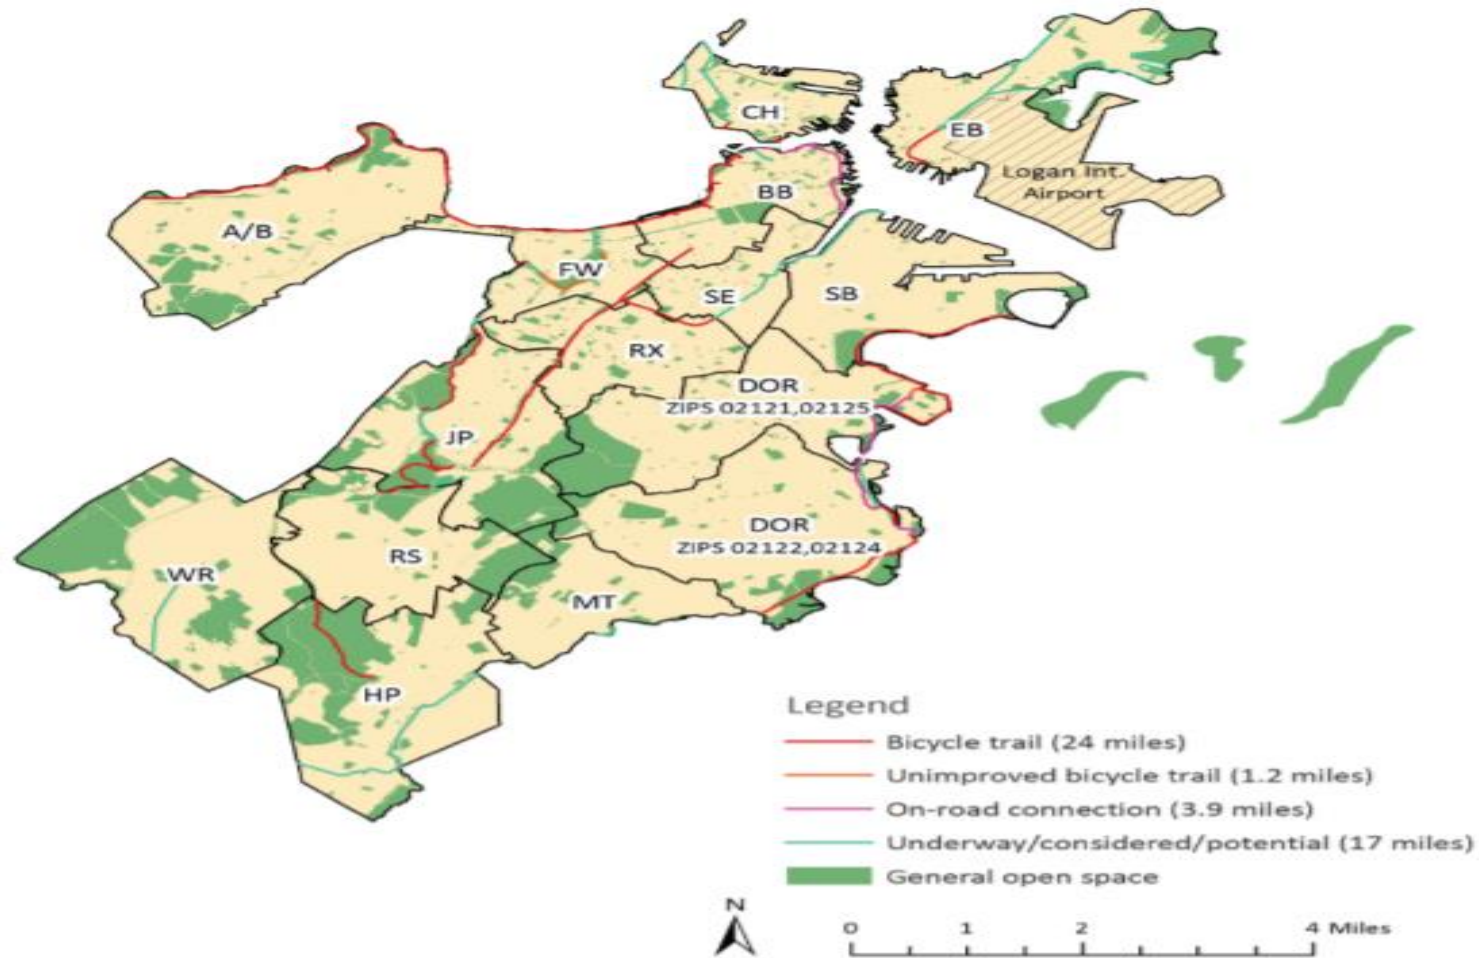 CH
EB
Logan Int.
Airport
BB
A/B
FW
SE
SB
RX
DOR
ZIPS 02121,02125
JP
DOR
ZIPS 02122,02124
RS
WR
MT
HP
Legend
Bicycle trail (24 miles)
Unimproved bicycle trail (1.2 miles)
On-road connection (3.9 miles)
Underway/considered/potential (17 miles)
General open space
N
0 1 2 4 Miles